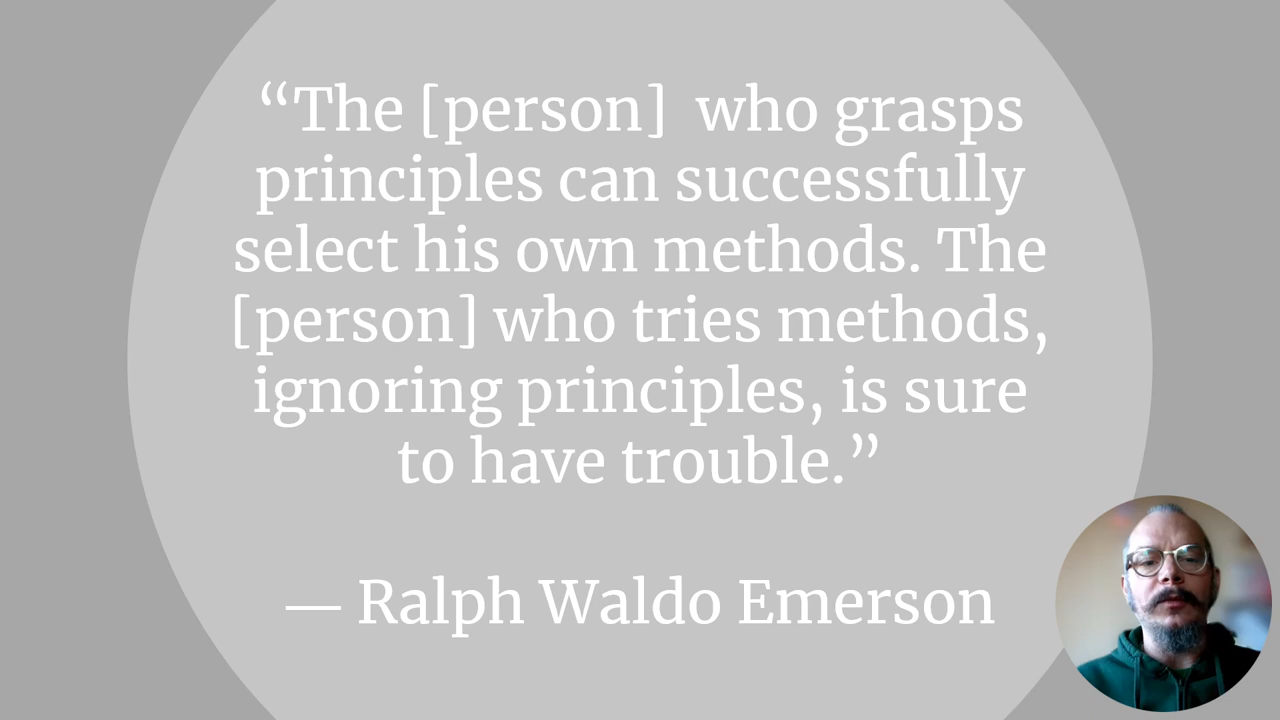 “The [person]  who grasps
principles can successfully
select his own methods. The
[person] who tries methods,
ignoring principles, is sure
to have trouble.”
— Ralph Waldo Emerson